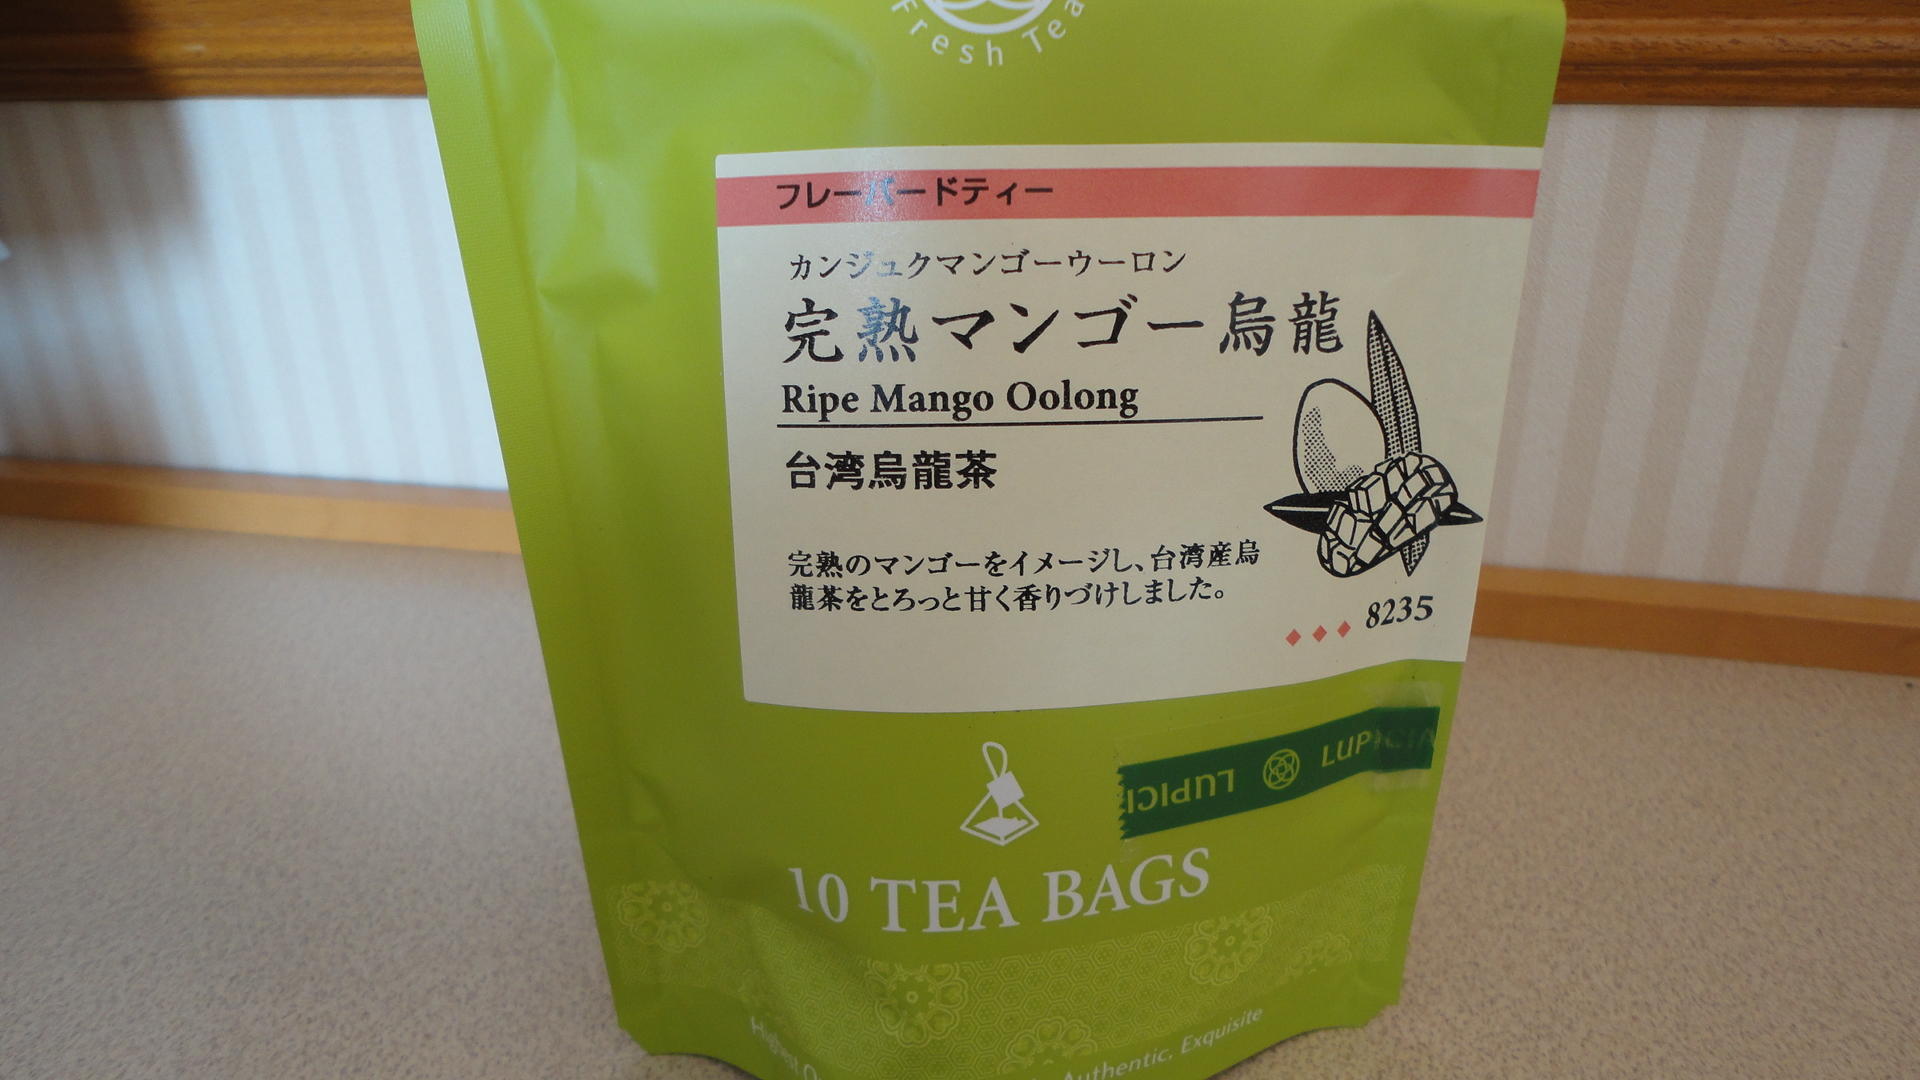 Fresh Tea
フレーバードティー
カンジュクマンゴーウーロン
完熟マンゴー烏龍
Ripe Mango Oolong
台湾烏龍茶
完熟のマンゴーをイメージし、台湾産烏
龍茶をとろっと甘く香りづけしました。
8235
LUPICI LUPICIA
10 TEA BAGS
Highest Authentic, Exquisite